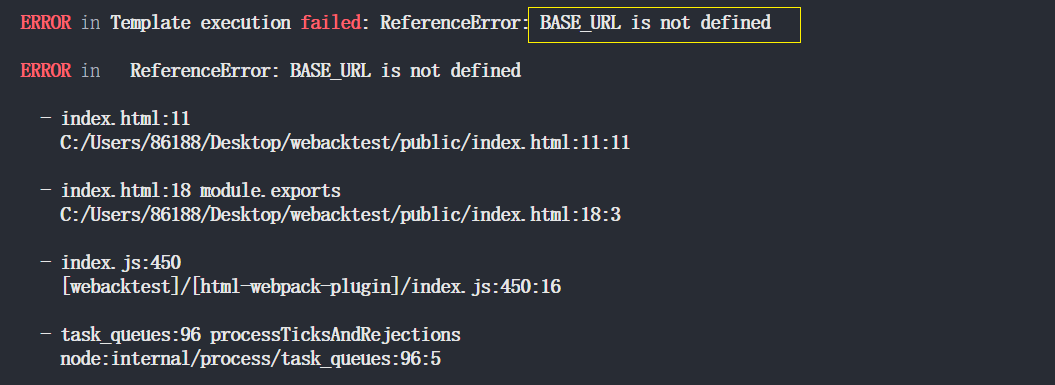 ERROR in Template execution failed: ReferenceError: BASE_URL is not defined
ERROR in ReferenceError: BASE_URL is not defined
- index.html:11
C:/Users/86188/Desktop/webacktest/public/index.html:11:11
- index.html:18 module.exports
C:/Users/86188/Desktop/webacktest/public/index.html:18:3
- index.js:450
[webacktest]/[html-webpack-plugin]/index.js:450:16
- task_queues:96 processTicksAndRejections
node:internal/process/task_queues:96:5